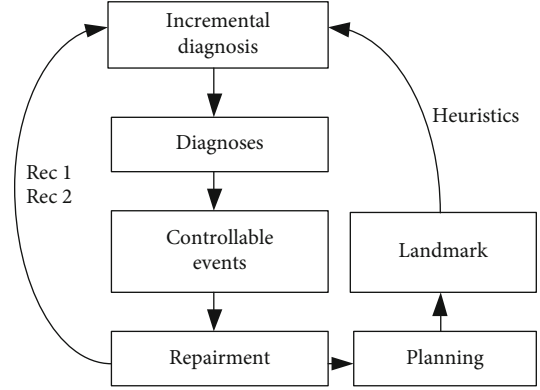 Incremental
diagnosis
Heuristics
Diagnoses
Rec 1
Rec 2
Controllable
events
Landmark
Repairment
Planning